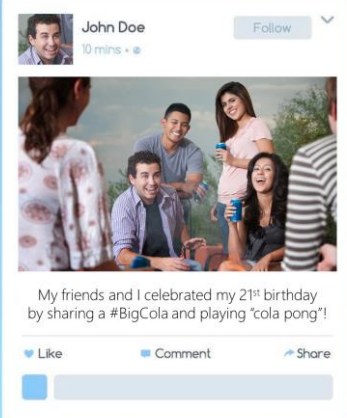 John Doe
Follow
10 mins •
My friends and I celebrated my 21st birthday
by sharing a #BigCola and playing “cola pong”!
Like
Comment
Share